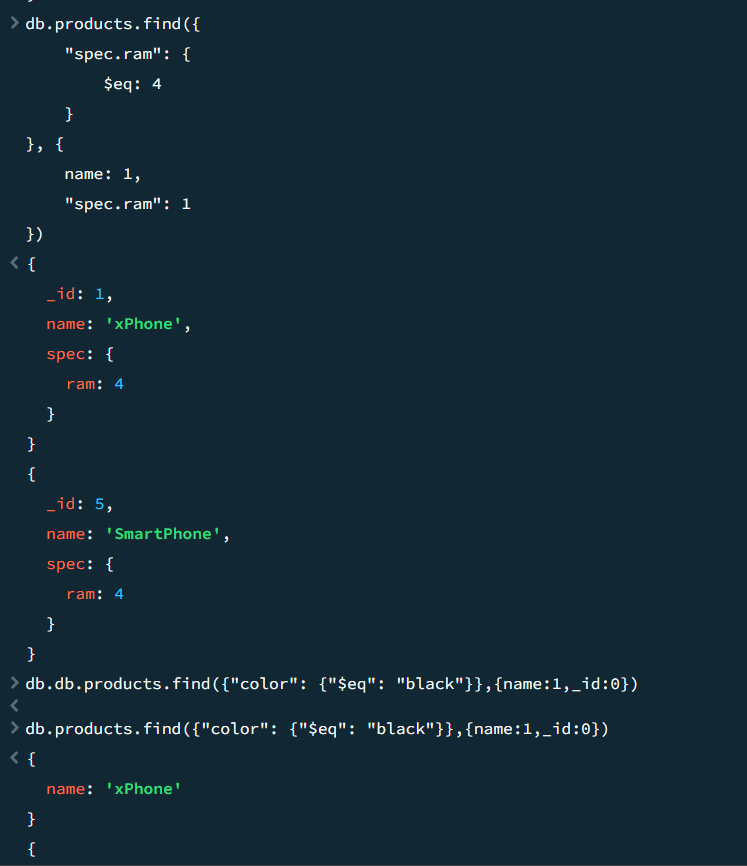 > db.products.find({
"spec.ram": {
$eq: 4
}
}, {
name: 1,
"spec.ram": 1
})
< {
_id: 1,
name: 'xPhone',
spec: {
ram: 4
}
}
{
_id: 5,
name: 'SmartPhone',
spec: {
ram: 4
}
}
> db.db.products.find({"color": {"$eq": "black"}},{name:1,_id:0})
<
> db.products.find({"color": {"$eq": "black"}},{name:1,_id:0})
< {
name: 'xPhone'
}
{